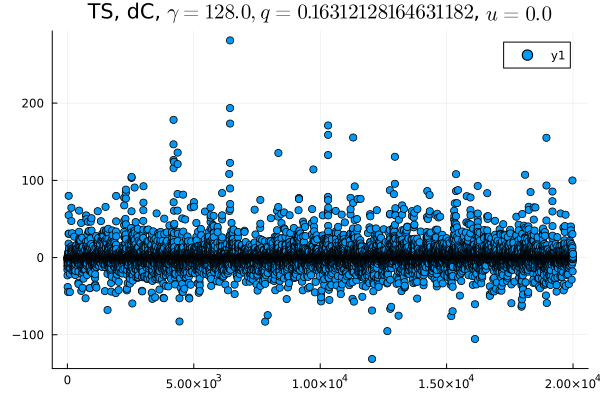 TS, dC, γ = 128.0, q = 0.16312128164631182, u = 0.0
y1
200
100
0
−100
0 5.00×10³ 1.00×10⁴ 1.50×10⁴ 2.00×10⁴